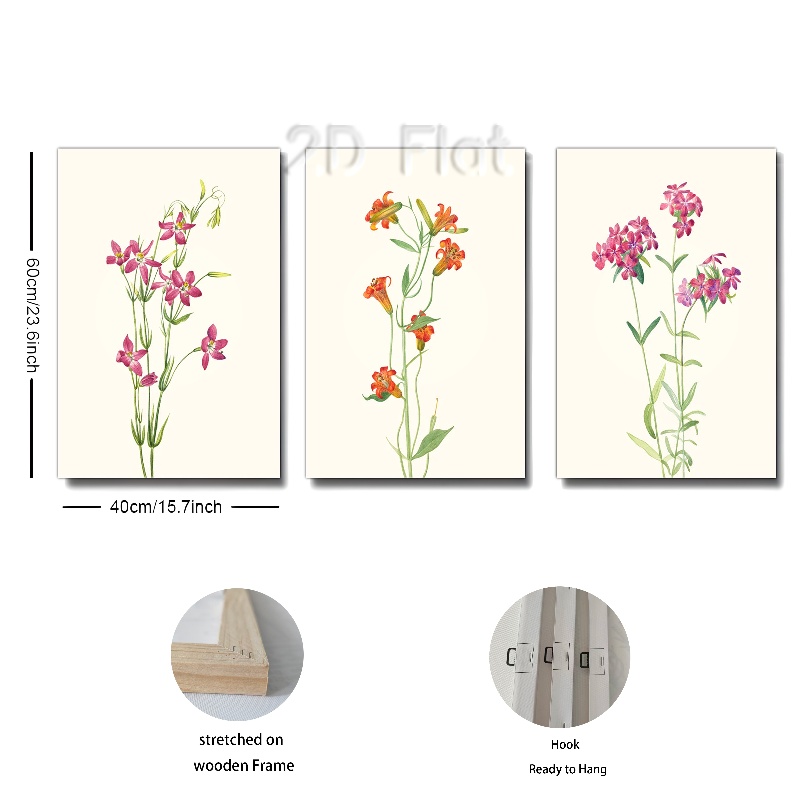 2D Flat
60cm/23.6inch
40cm/15.7inch
stretched on
wooden Frame
Hook
Ready to Hang